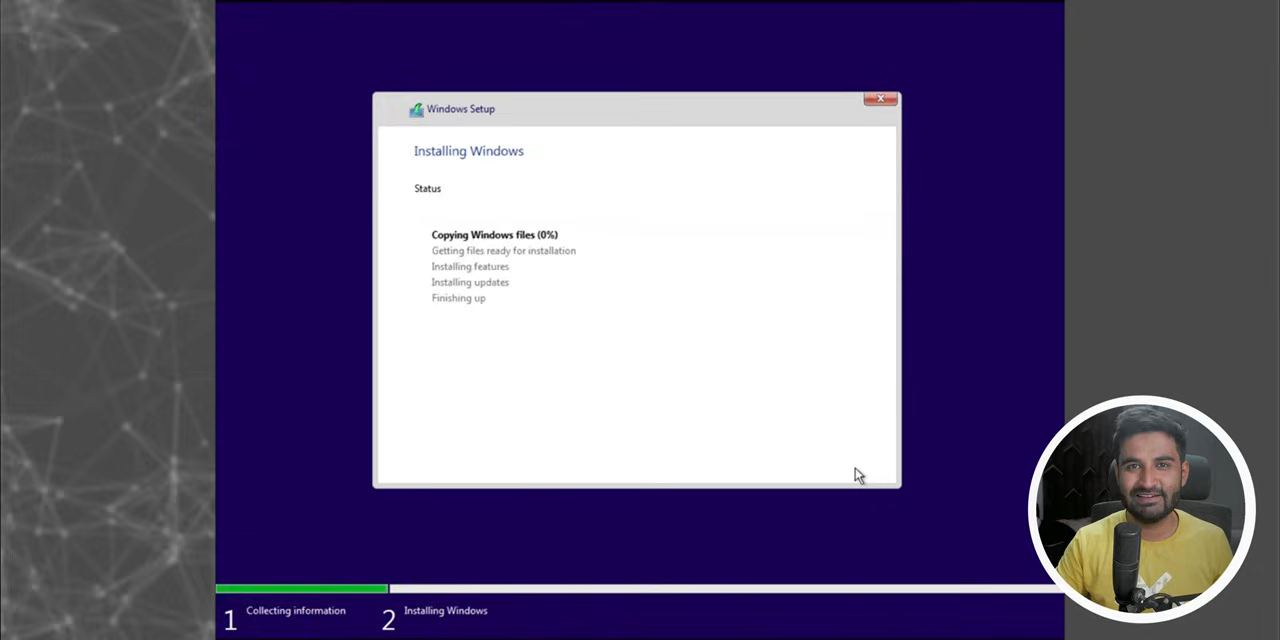 Windows Setup
Installing Windows
Status
Copying Windows files (0%)
Getting files ready for installation
Installing features
Installing updates
Finishing up
1 Collecting information
2 Installing Windows